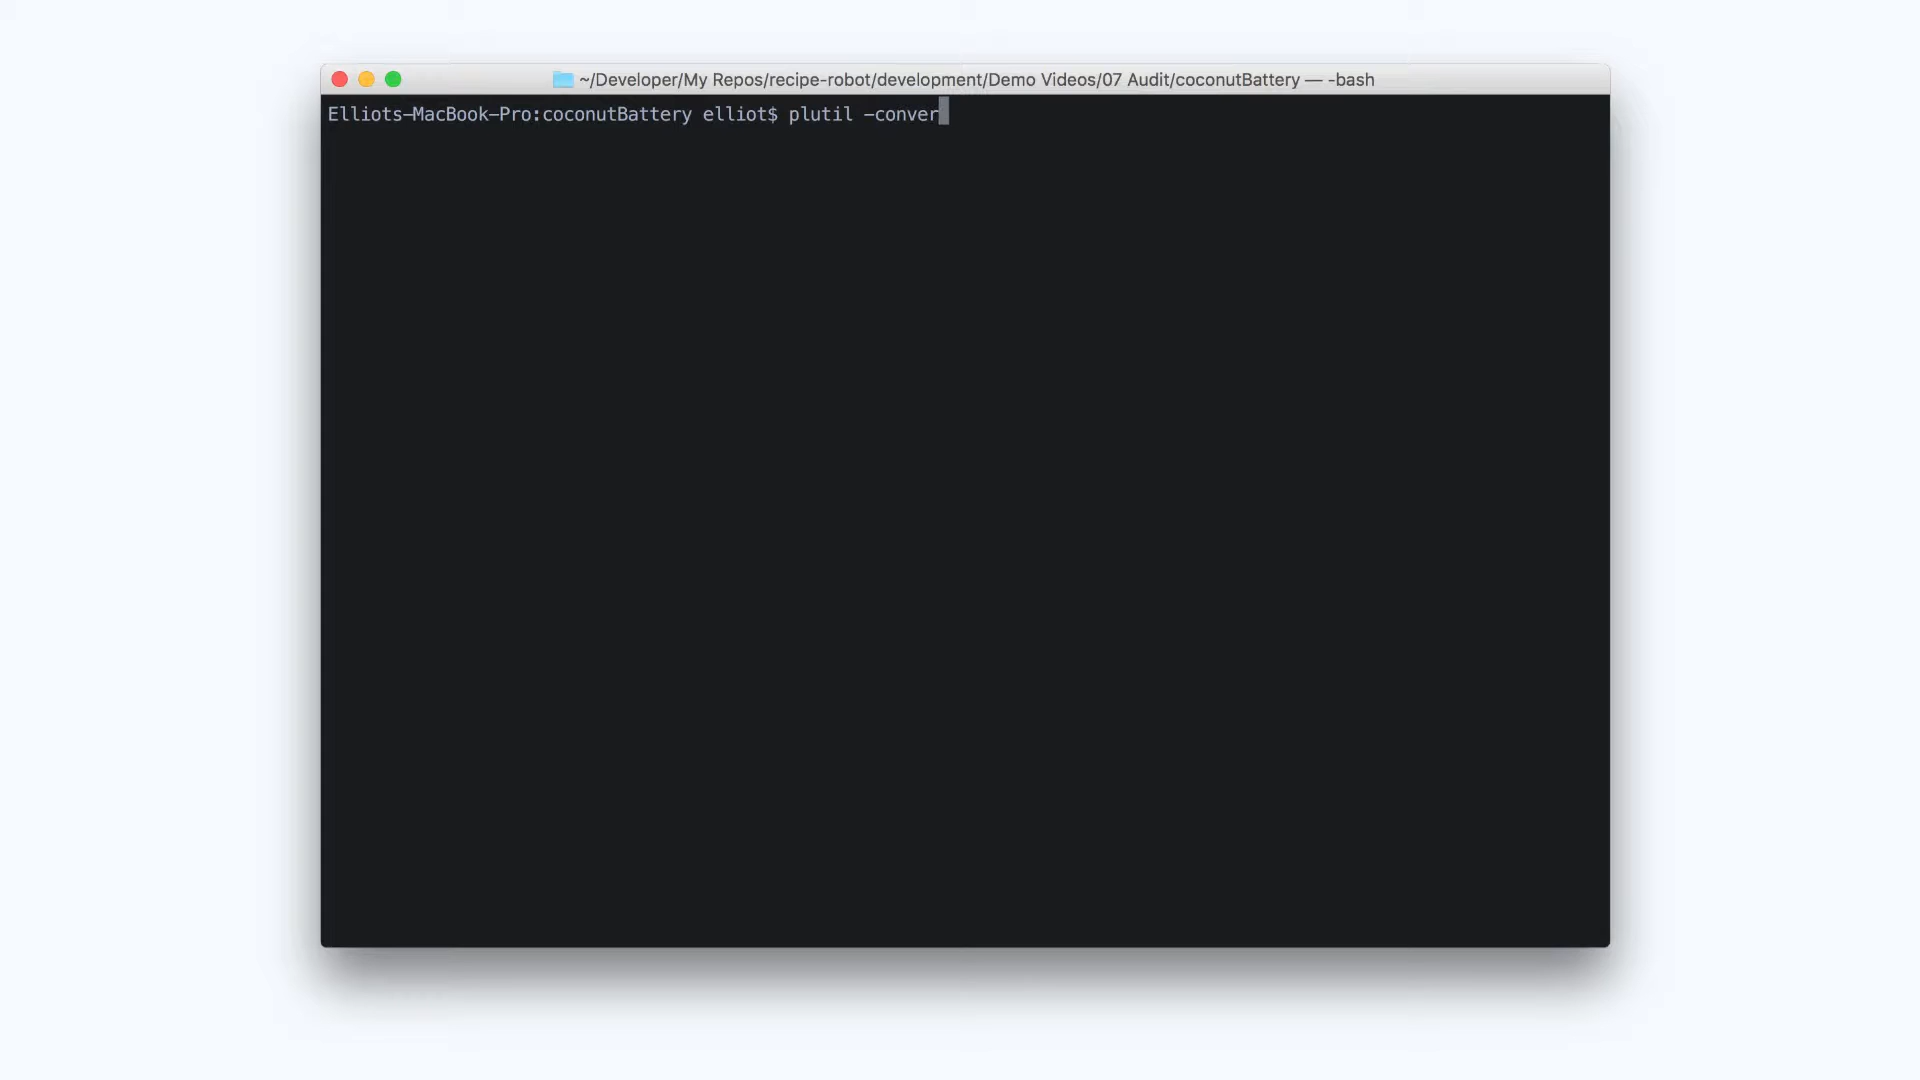 ~/Developer/My Repos/recipe-robot/development/Demo Videos/07 Audit/coconutBattery — -bash
Elliots-MacBook-Pro:coconutBattery elliot$ plutil -conver